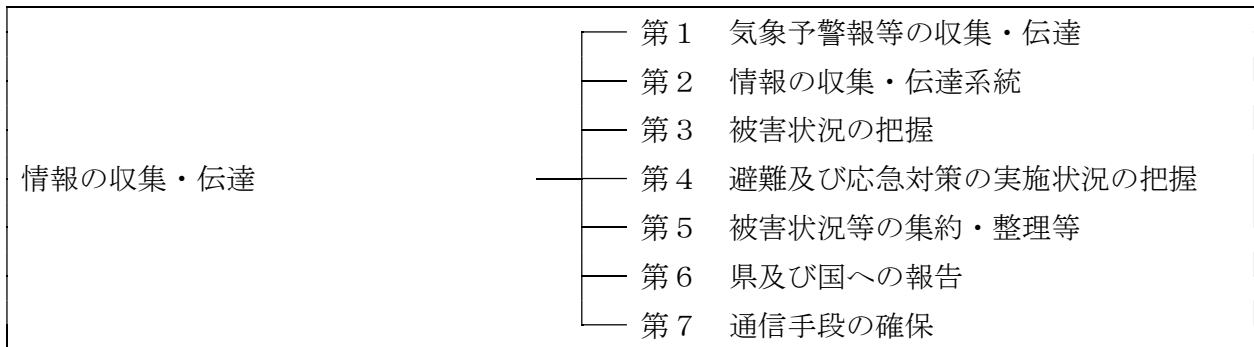 第１　気象予警報等の収集・伝達
第２　情報の収集・伝達系統
第３　被害状況の把握
情報の収集・伝達　第４　避難及び応急対策の実施状況の把握
第５　被害状況等の集約・整理等
第６　県及び国への報告
第７　通信手段の確保